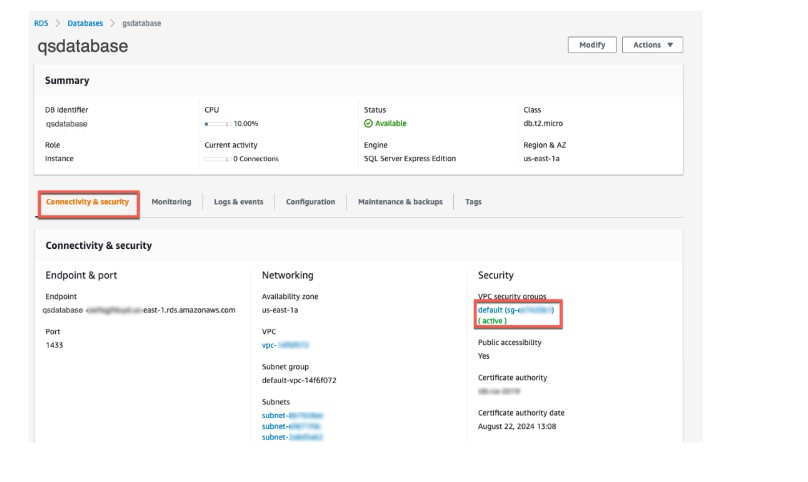 RDS > Databases > qsdatabase
qsdatabase
Modify
Actions ▼
Summary
DB identifier
qsdatabase
CPU
10.00%
Status
Available
Class
db.t2.micro
Role
Instance
Current activity
0 Connections
Engine
SQL Server Express Edition
Region & AZ
us-east-1a
Connectivity & security
Monitoring
Logs & events
Configuration
Maintenance & backups
Tags
Connectivity & security
Endpoint & port
Endpoint
qsdatabase east-1.rds.amazonaws.com
Port
1433
Networking
Availability zone
us-east-1a
VPC
vpc-
Subnet group
default-vpc-14f6f072
Subnets
subnet-
subnet-
subnet-
Security
VPC security groups
default (sg- )
( active )
Public accessibility
Yes
Certificate authority
Certificate authority date
August 22, 2024 13:08